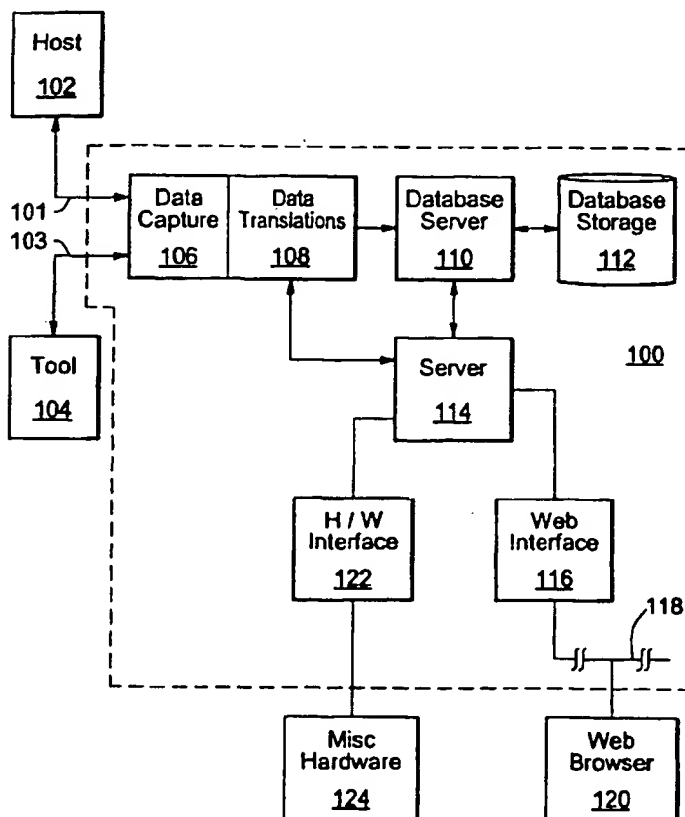 Host
102
101
103
Data
Capture
106
Data
Translations
108
Database
Server
110
Database
Storage
112
Tool
104
Server
114
100
H / W
Interface
122
Web
Interface
116
118
Misc
Hardware
124
Web
Browser
120